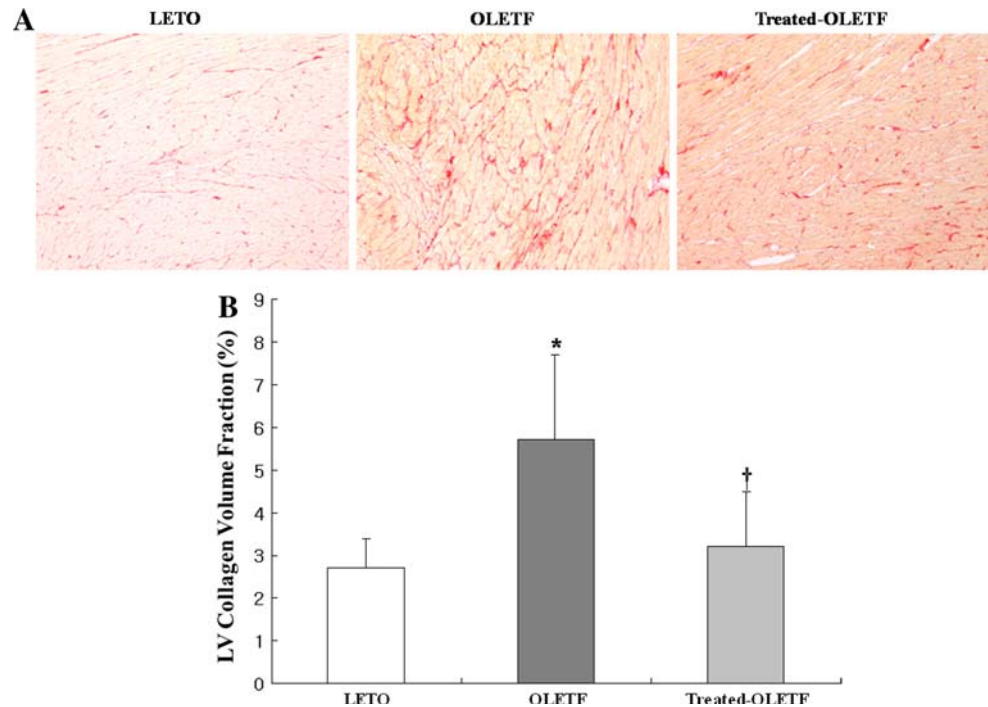 A
LETO OLETF Treated-OLETF
B
LV Collagen Volume Fraction (%)
9
8
*
7
6
5
†
4
3
2
1
0
LETO OLETF Treated-OLETF